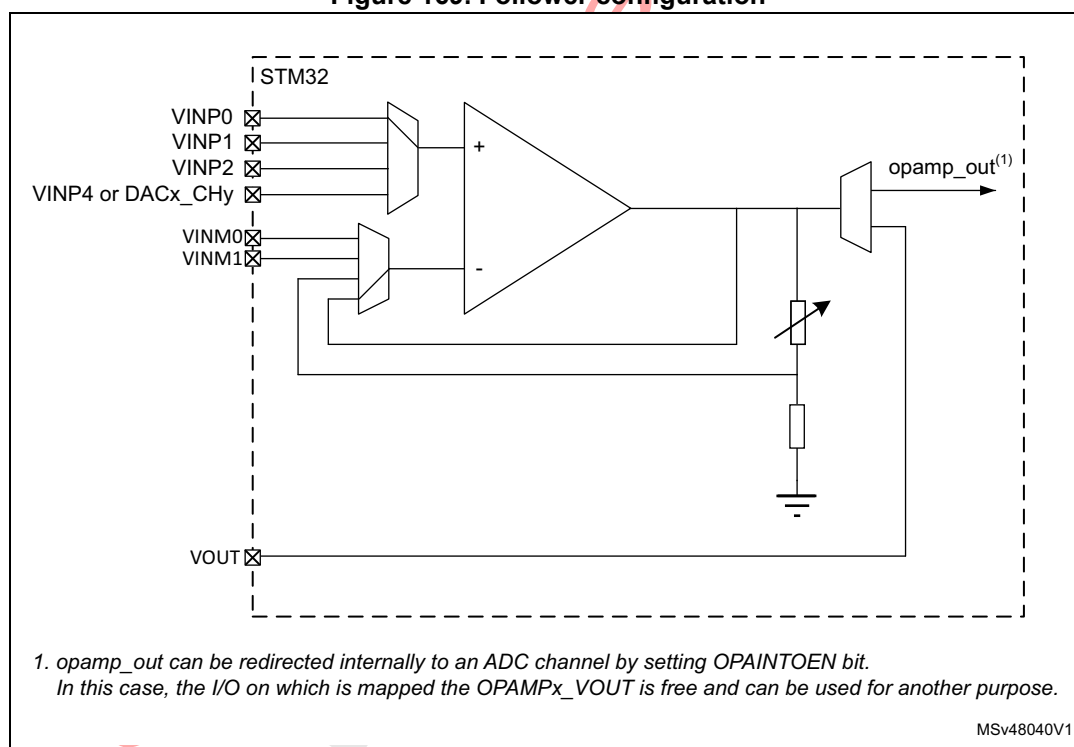 Figure 189. Follower configuration
STM32
VINP0
VINP1
VINP2
VINP4 or DACx_CHy
VINM0
VINM1
+
-
opamp_out(1)
VOUT
1. opamp_out can be redirected internally to an ADC channel by setting OPAINTOEN bit.
In this case, the I/O on which is mapped the OPAMPx_VOUT is free and can be used for another purpose.
MSv48040V1